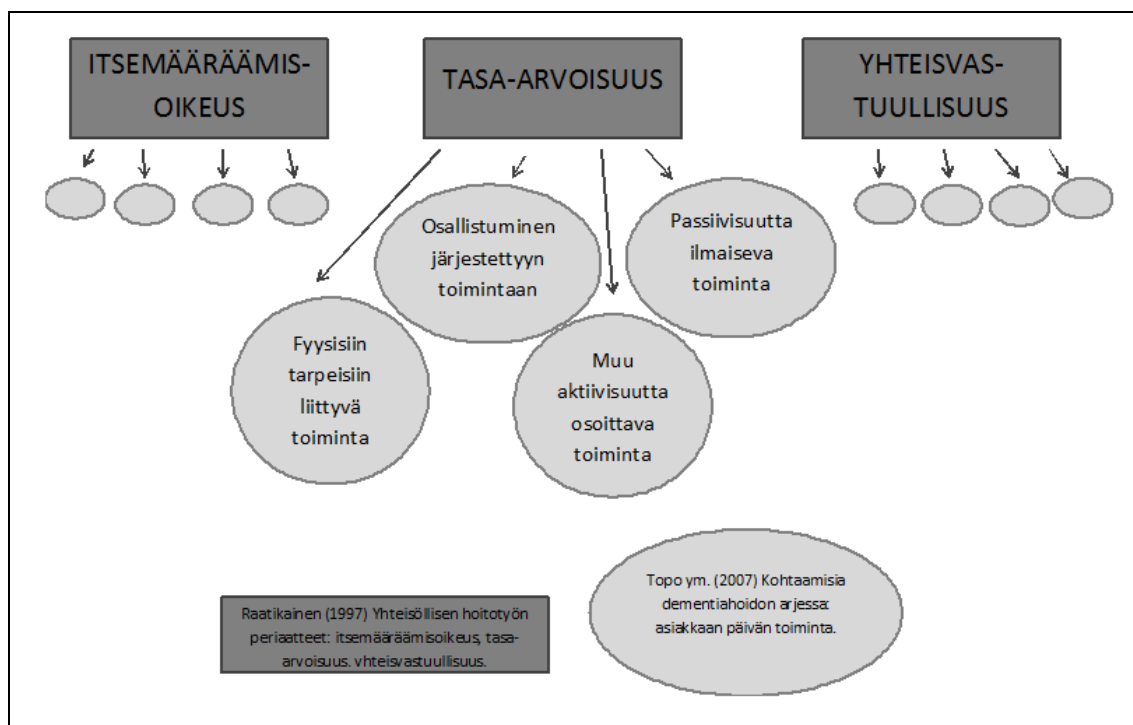 ITSEMÄÄRÄÄMIS-
OIKEUS
TASA-ARVOISUUS
YHTEISVAS-
TUULLISUUS
Osallistuminen
järjestettyyn
toimintaan
Passiivisuutta
ilmaiseva
toiminta
Fyysisiin
tarpeisiin
liittyvä
toiminta
Muu
aktiivisuutta
osoittava
toiminta
Raatikainen (1997) Yhteisöllisen hoitotyön
periaatteet: itsemääräämisoikeus, tasa-
arvoisuus. yhteisvastuullisuus.
Topo ym. (2007) Kohtaamisia
dementiahoidon arjessa:
asiakkaan päivän toiminta.